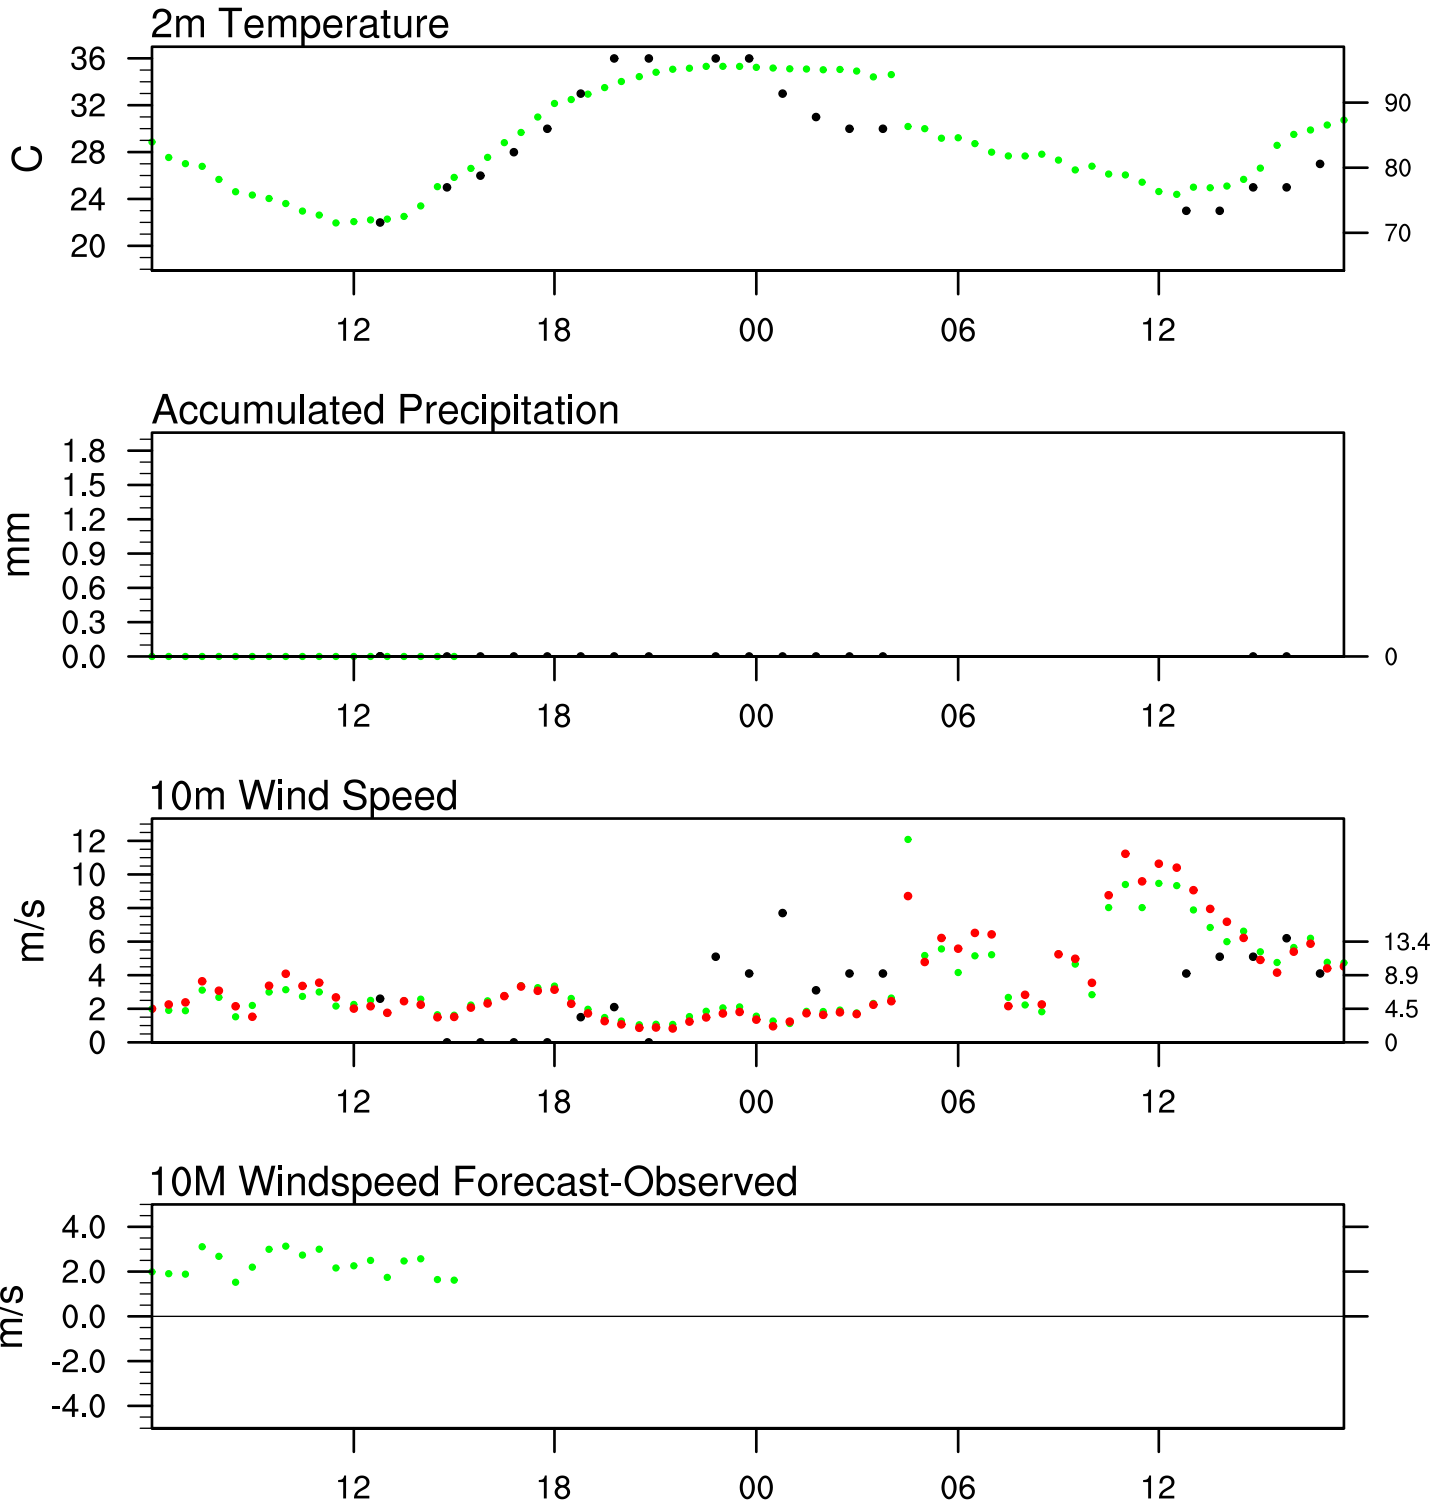 2m Temperature
C
36
32
28
24
20
90
80
70
12 18 00 06 12
Accumulated Precipitation
mm
1.8
1.5
1.2
0.9
0.6
0.3
0.0
0
12 18 00 06 12
10m Wind Speed
m/s
12
10
8
6
4
2
0
13.4
8.9
4.5
0
12 18 00 06 12
10M Windspeed Forecast-Observed
m/s
4.0
2.0
0.0
-2.0
-4.0
12 18 00 06 12